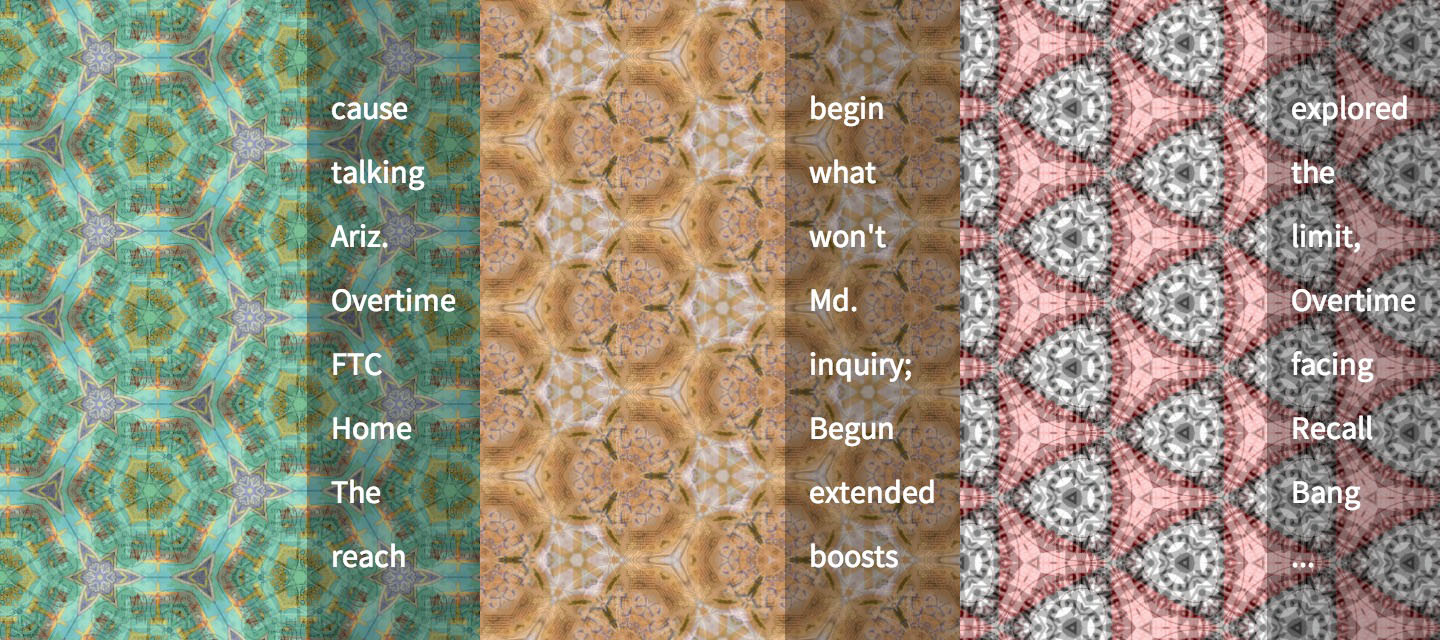 cause
talking
Ariz.
Overtime
FTC
Home
The
reach
begin
what
won't
Md.
inquiry;
Begun
extended
boosts
explored
the
limit,
Overtime
facing
Recall
Bang
...